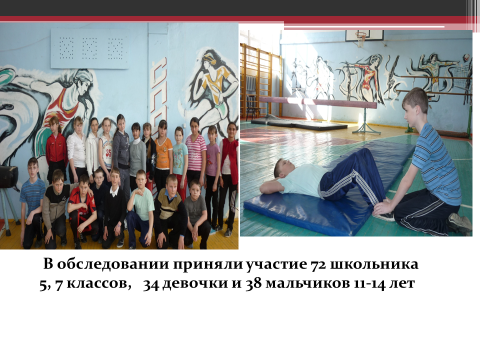 В обследовании приняли участие 72 школьника
5, 7 классов, 34 девочки и 38 мальчиков 11-14 лет